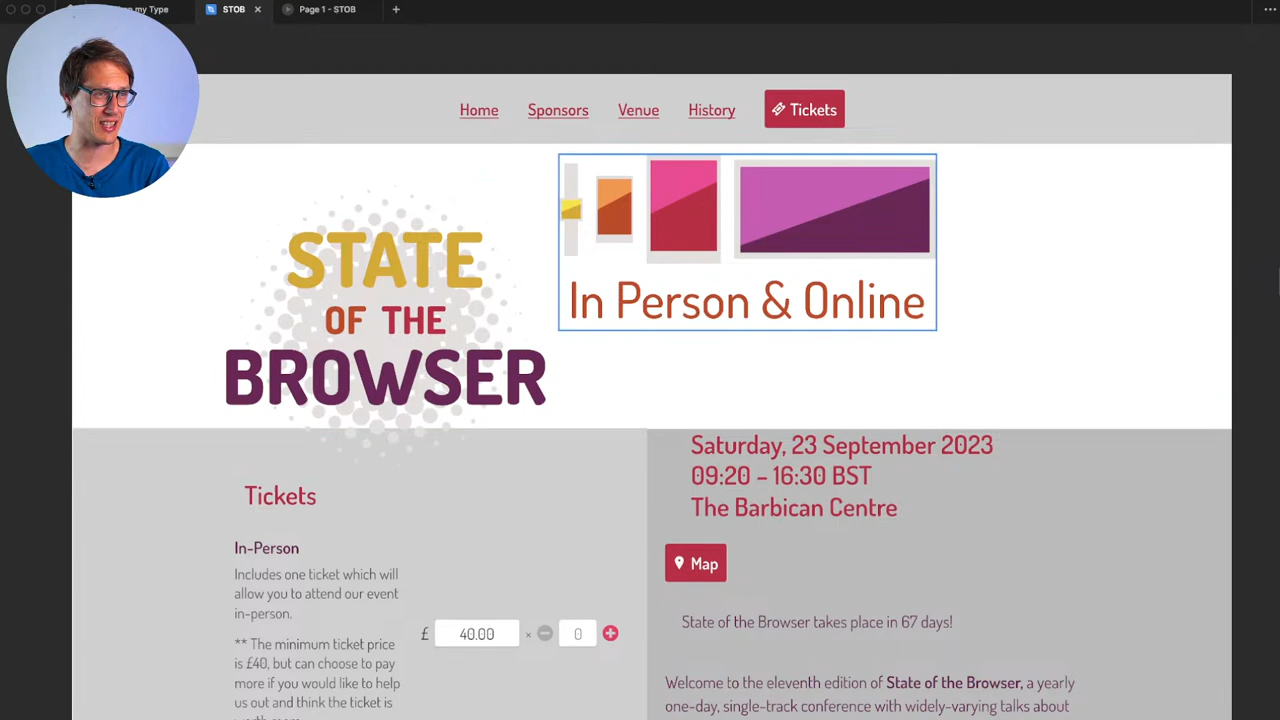 my Type
STOB
Page 1 - STOB
Home
Sponsors
Venue
History
Tickets
STATE
OF THE
BROWSER
In Person & Online
Saturday, 23 September 2023
09:20 – 16:30 BST
The Barbican Centre
Map
State of the Browser takes place in 67 days!
Welcome to the eleventh edition of State of the Browser, a yearly
one-day, single-track conference with widely-varying talks about
Tickets
In-Person
Includes one ticket which will
allow you to attend our event
in-person.
** The minimum ticket price
is £40, but can choose to pay
more if you would like to help
us out and think the ticket is
£ 40.00 × 0